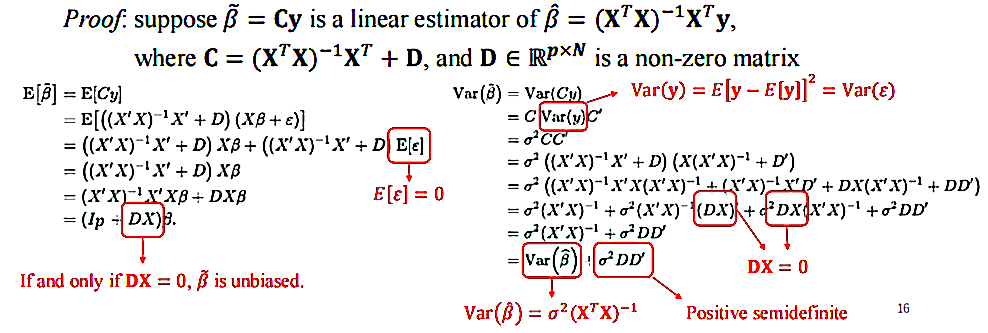 Proof: suppose β̃ = Cy is a linear estimator of β̂ = (XᵀX)⁻¹Xᵀy,
where C = (XᵀX)⁻¹Xᵀ + D, and D ∈ ℝᵖˣᴺ is a non-zero matrix
E[β̃] = E[Cy]
= E[((X′X)⁻¹X′ + D) (Xβ + ε)]
= ((X′X)⁻¹X′ + D) Xβ + ((X′X)⁻¹X′ + D) E[ε]
= ((X′X)⁻¹X′ + D) Xβ
E[ε] = 0
= (X′X)⁻¹X′Xβ + DXβ
= (Ip + DX)β.
If and only if DX = 0, β̃ is unbiased.
Var(β̃) = Var(Cy)
Var(y) = E[y − E[y]]² = Var(ε)
= C Var(y)C′
= σ²CC′
= σ² ((X′X)⁻¹X′ + D) (X(X′X)⁻¹ + D′)
= σ² ((X′X)⁻¹X′X(X′X)⁻¹ + (X′X)⁻¹X′D′ + DX(X′X)⁻¹ + DD′)
= σ²(X′X)⁻¹ + σ²(X′X)⁻¹(DX)′ + σ²DX(X′X)⁻¹ + σ²DD′
= σ²(X′X)⁻¹ + σ²DD′
DX = 0
= Var(β̂) + σ²DD′
Var(β̂) = σ²(XᵀX)⁻¹
Positive semidefinite
16